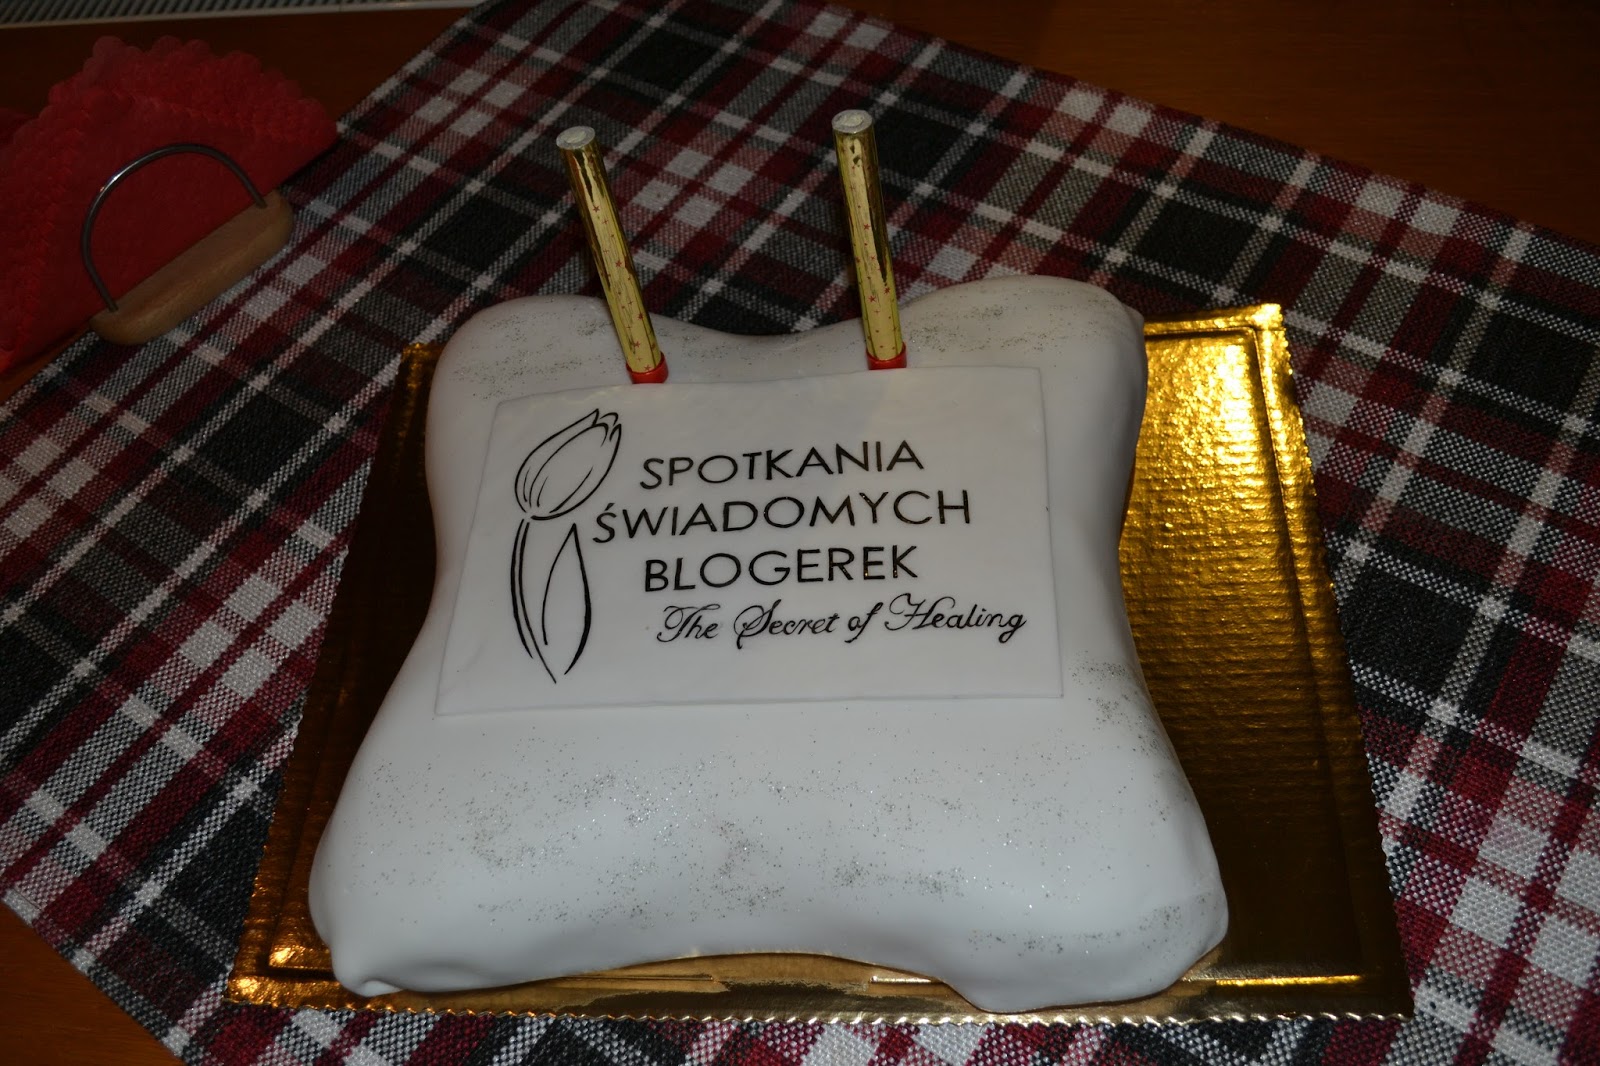 SPOTKANIA
ŚWIADOMYCH
BLOGEREK
The Secret of Healing